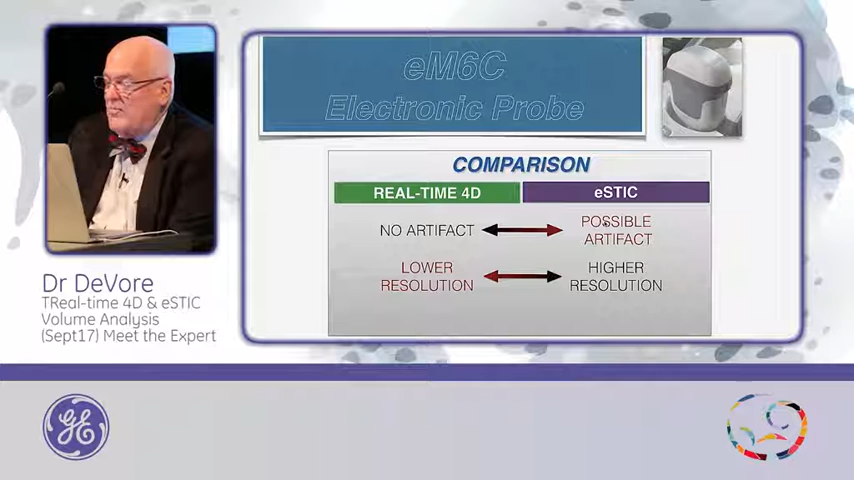 eM6C
Electronic Probe
COMPARISON
REAL-TIME 4D eSTIC
NO ARTIFACT POSSIBLE ARTIFACT
LOWER RESOLUTION HIGHER RESOLUTION
Dr DeVore
TReal-time 4D & eSTIC
Volume Analysis
(Sept17) Meet the Expert
GE